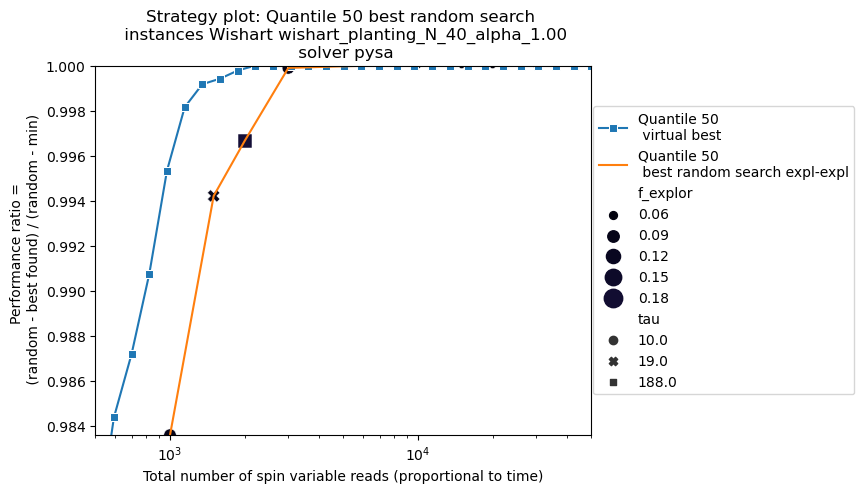 Strategy plot: Quantile 50 best random search
instances Wishart wishart_planting_N_40_alpha_1.00
solver pysa
1.000
0.998
0.996
0.994
0.992
0.990
0.988
0.986
0.984
Performance ratio =
(random - best found) / (random - min)
10^3
10^4
Total number of spin variable reads (proportional to time)
Quantile 50
virtual best
Quantile 50
best random search expl-expl
f_explor
0.06
0.09
0.12
0.15
0.18
tau
10.0
19.0
188.0